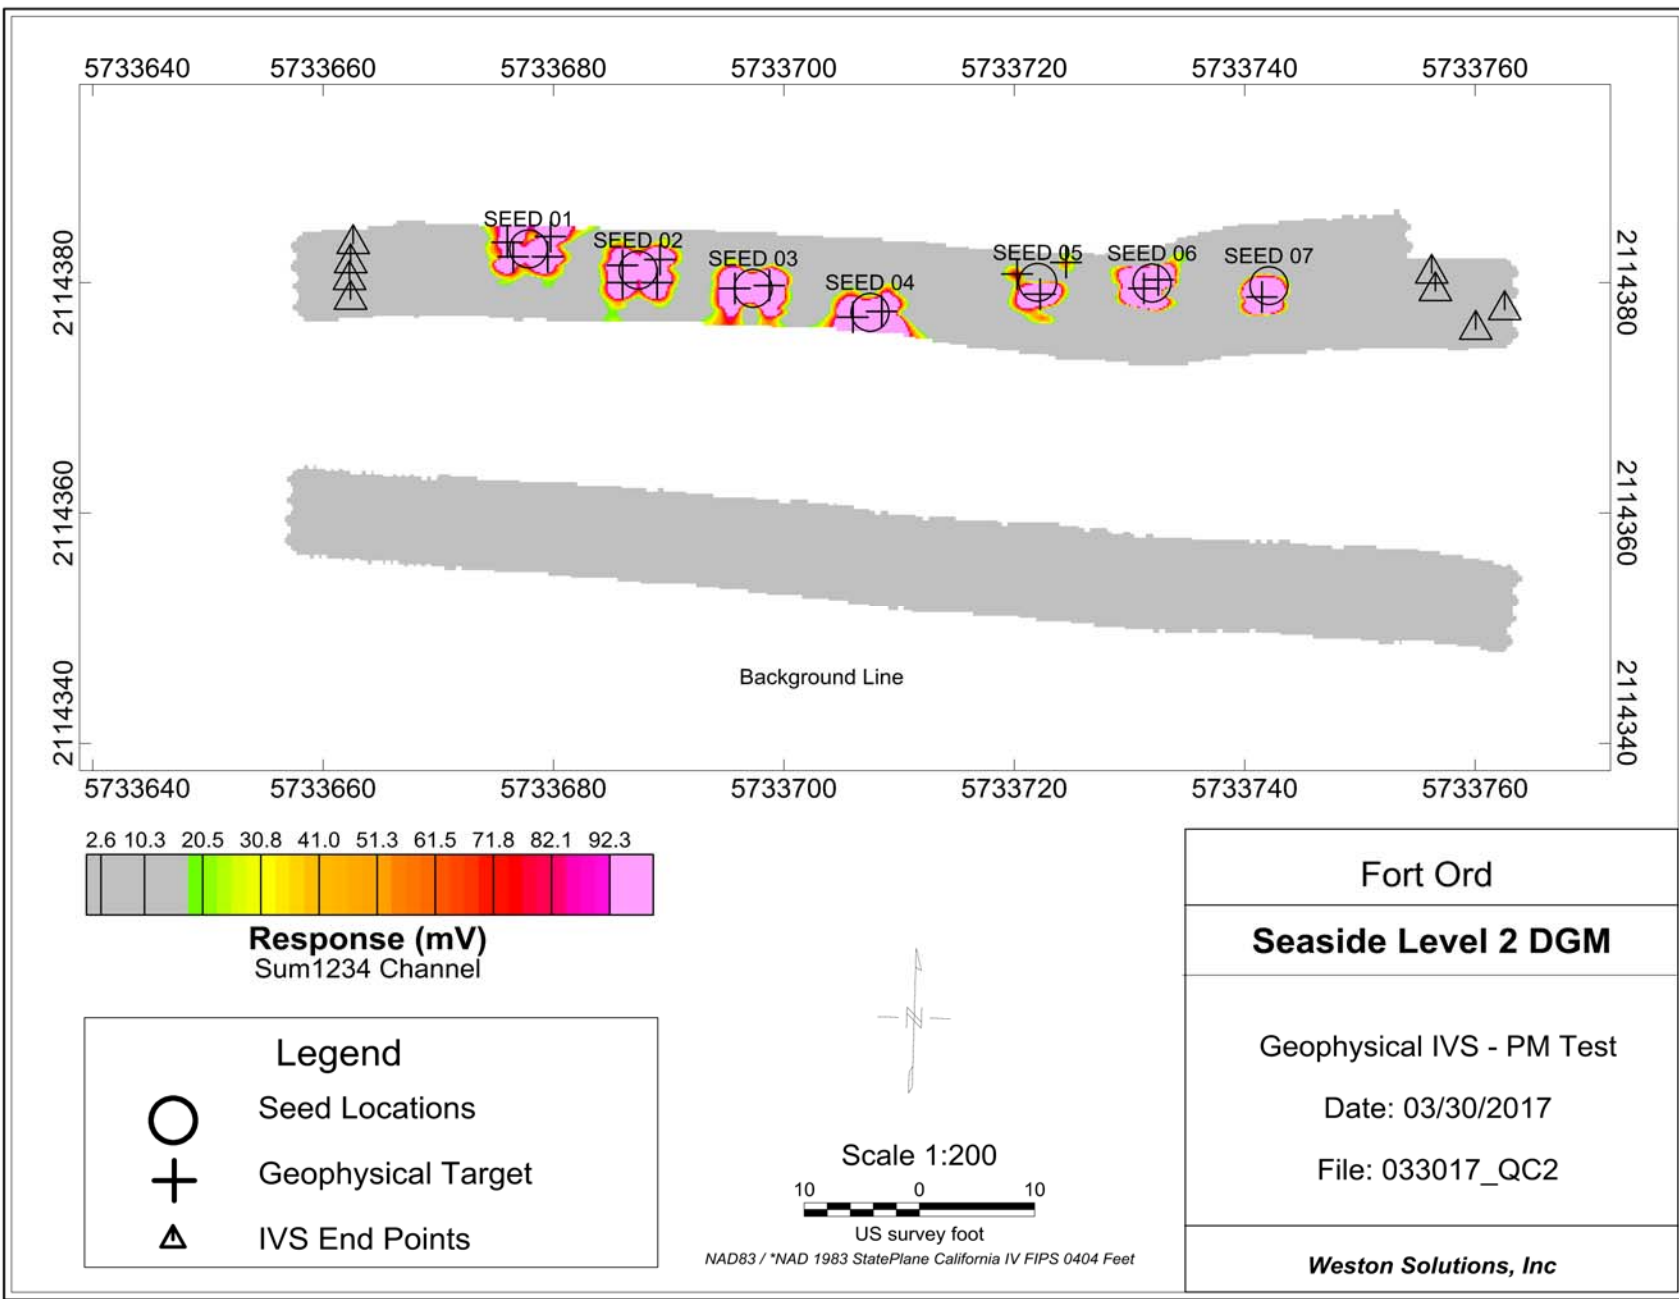 5733640 5733660 5733680 5733700 5733720 5733740 5733760
2114380
2114360
2114340
2114380
2114360
2114340
SEED 01
SEED 02
SEED 03
SEED 04
SEED 05
SEED 06
SEED 07
Background Line
5733640 5733660 5733680 5733700 5733720 5733740 5733760
2.6 10.3 20.5 30.8 41.0 51.3 61.5 71.8 82.1 92.3
Response (mV)
Sum1234 Channel
Legend
Seed Locations
Geophysical Target
IVS End Points
N
Scale 1:200
10 0 10
US survey foot
NAD83 / *NAD 1983 StatePlane California IV FIPS 0404 Feet
Fort Ord
Seaside Level 2 DGM
Geophysical IVS - PM Test
Date: 03/30/2017
File: 033017_QC2
Weston Solutions, Inc